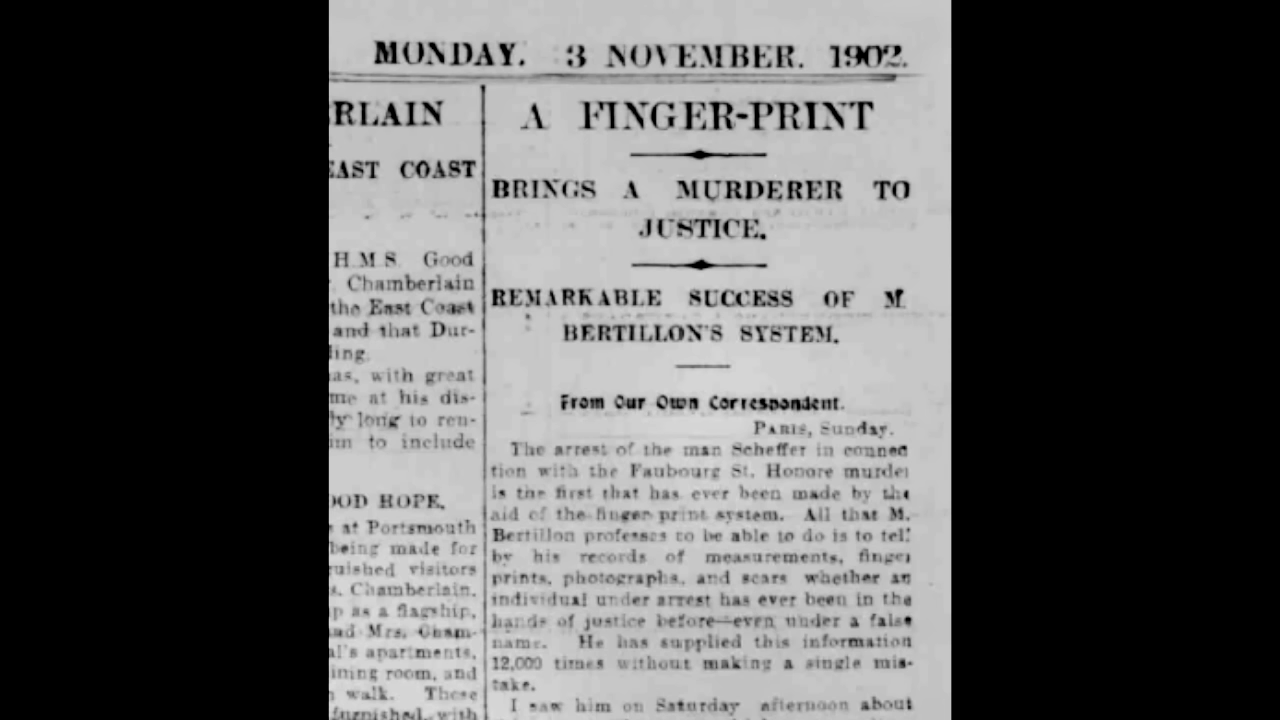 MONDAY. 3 NOVEMBER. 1902.
RLAIN
EAST COAST
H.M.S. Good
Chamberlain
the East Coast
and that Dur-
ling.
as, with great
me at his dis-
ly long to ren-
im to include
OOD HOPE.
at Portsmouth
being made for
uished visitors
s. Chamberlain.
p as a flagship,
nd Mrs. Cham-
al's apartments,
ining room, and
walk. These
furnished, with
A FINGER-PRINT
BRINGS A MURDERER TO
JUSTICE.
REMARKABLE SUCCESS OF M.
BERTILLON'S SYSTEM.
From Our Own Correspondent.
PARIS, Sunday.
The arrest of the man Scheffer in connec
tion with the Faubourg St. Honore murder
is the first that has ever been made by the
aid of the finger print system. All that M.
Bertillon professes to be able to do is to tell
by his records of measurements, finger
prints, photographs, and scars whether an
individual under arrest has ever been in the
hands of justice before—even under a false
name. He has supplied this information
12,000 times without making a single mis-
take.
I saw him on Saturday afternoon about